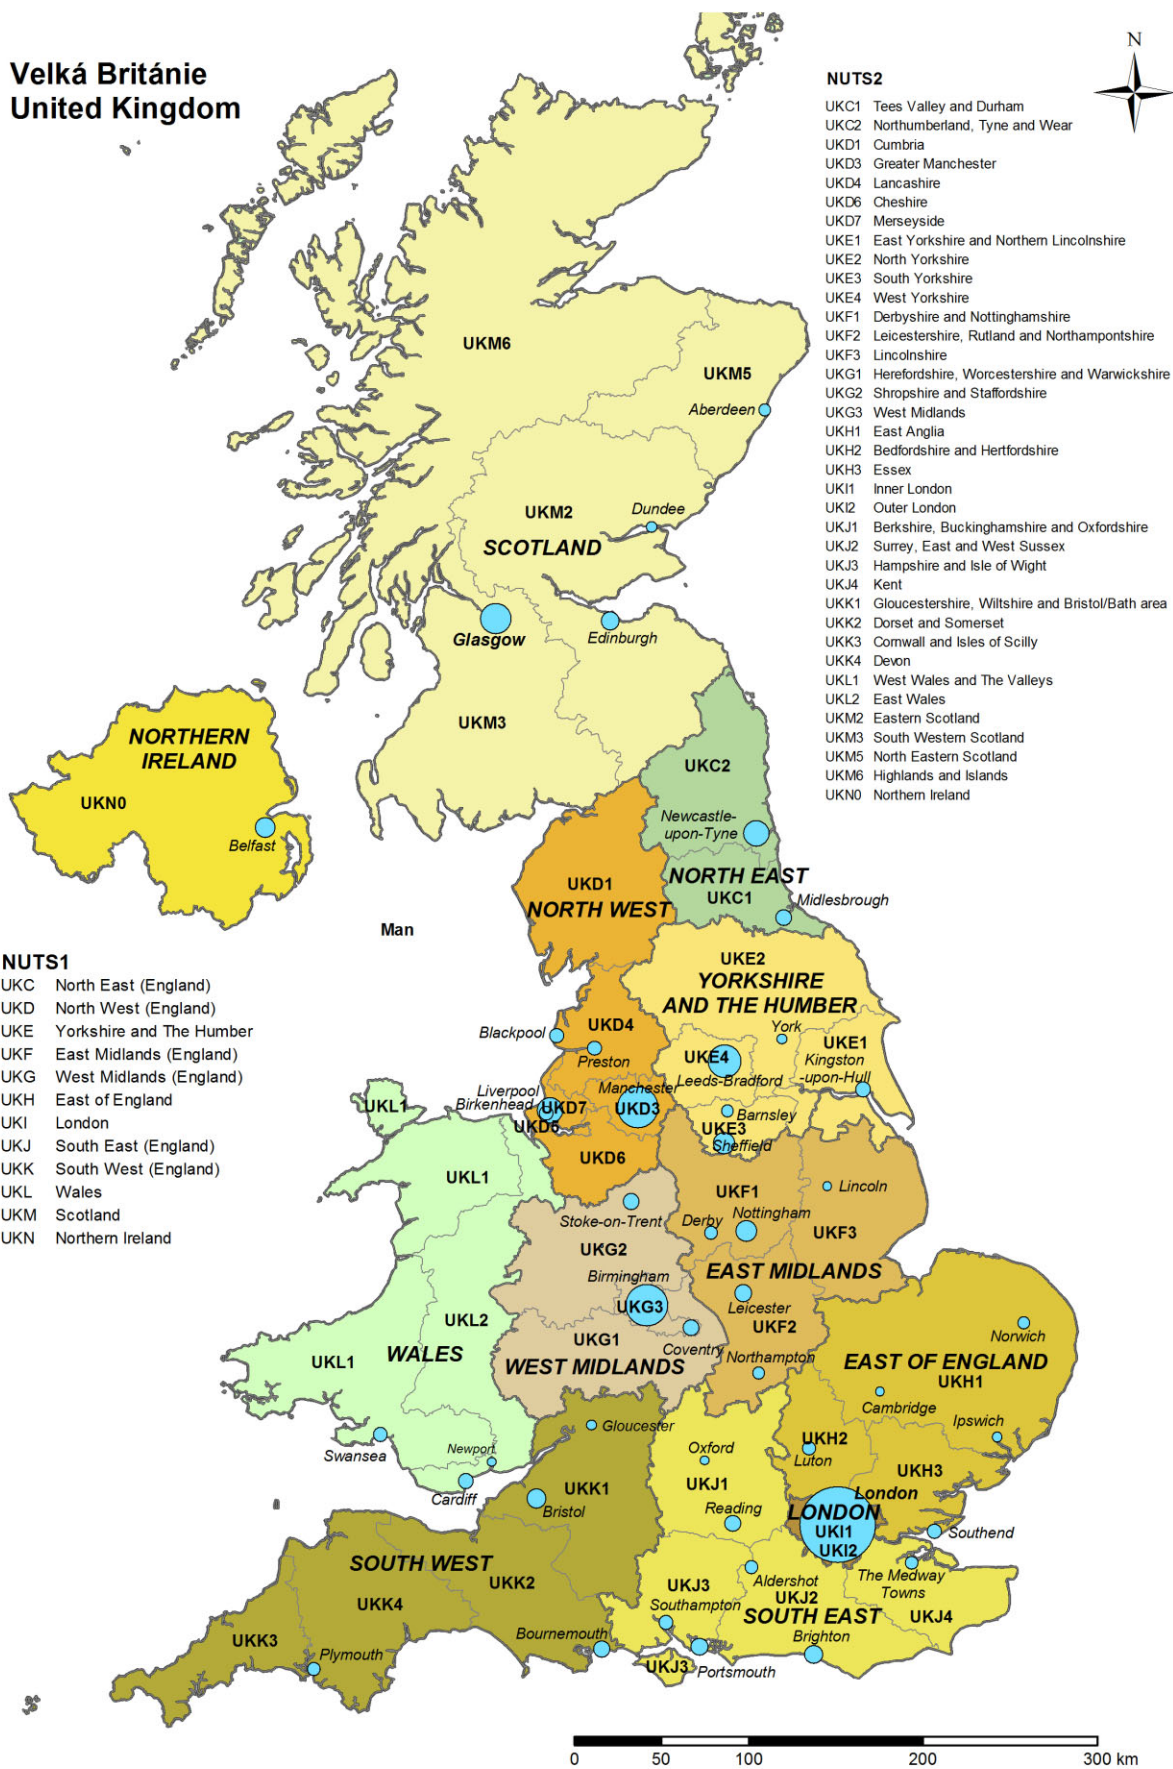 Velká Británie
United Kingdom
N
NUTS2
UKC1 Tees Valley and Durham
UKC2 Northumberland, Tyne and Wear
UKD1 Cumbria
UKD3 Greater Manchester
UKD4 Lancashire
UKD6 Cheshire
UKD7 Merseyside
UKE1 East Yorkshire and Northern Lincolnshire
UKE2 North Yorkshire
UKE3 South Yorkshire
UKE4 West Yorkshire
UKF1 Derbyshire and Nottinghamshire
UKF2 Leicestershire, Rutland and Northampontshire
UKF3 Lincolnshire
UKG1 Herefordshire, Worcestershire and Warwickshire
UKG2 Shropshire and Staffordshire
UKG3 West Midlands
UKH1 East Anglia
UKH2 Bedfordshire and Hertfordshire
UKH3 Essex
UKI1 Inner London
UKI2 Outer London
UKJ1 Berkshire, Buckinghamshire and Oxfordshire
UKJ2 Surrey, East and West Sussex
UKJ3 Hampshire and Isle of Wight
UKJ4 Kent
UKK1 Gloucestershire, Wiltshire and Bristol/Bath area
UKK2 Dorset and Somerset
UKK3 Cornwall and Isles of Scilly
UKK4 Devon
UKL1 West Wales and The Valleys
UKL2 East Wales
UKM2 Eastern Scotland
UKM3 South Western Scotland
UKM5 North Eastern Scotland
UKM6 Highlands and Islands
UKN0 Northern Ireland
UKM6
UKM5
Aberdeen
UKM2
Dundee
SCOTLAND
Glasgow
Edinburgh
UKM3
NORTHERN
IRELAND
UKN0
Belfast
UKC2
Newcastle-
upon-Tyne
NORTH EAST
UKC1
Midlesbrough
UKD1
NORTH WEST
Man
NUTS1
UKC North East (England)
UKD North West (England)
UKE Yorkshire and The Humber
UKF East Midlands (England)
UKG West Midlands (England)
UKH East of England
UKI London
UKJ South East (England)
UKK South West (England)
UKL Wales
UKM Scotland
UKN Northern Ireland
UKE2
YORKSHIRE
AND THE HUMBER
York
UKE1
Kingston
-upon-Hull
UKE4
Leeds-Bradford
Blackpool
UKD4
Preston
Manchester
UKD3
Liverpool
Birkenhead
UKD7
UKD5
UKD6
Barnsley
UKE3
Sheffield
UKL1
UKL1
UKF1
Lincoln
Nottingham
Derby
UKF3
Stoke-on-Trent
UKG2
EAST MIDLANDS
Birmingham
UKG3
Leicester
UKF2
UKL2
UKG1
Coventry
WALES
UKL1
WEST MIDLANDS
Northampton
Norwich
EAST OF ENGLAND
UKH1
Cambridge
Ipswich
Gloucester
Swansea
Newport
Cardiff
Oxford
UKH2
Luton
UKH3
UKJ1
London
LONDON
UKI1
UKI2
Reading
Southend
UKK1
Bristol
SOUTH WEST
UKK2
UKK4
UKJ3
Southampton
Aldershot
UKJ2
The Medway
Towns
SOUTH EAST
UKJ4
Brighton
UKK3
Plymouth
Bournemouth
UKJ3
Portsmouth
0 50 100 200 300 km